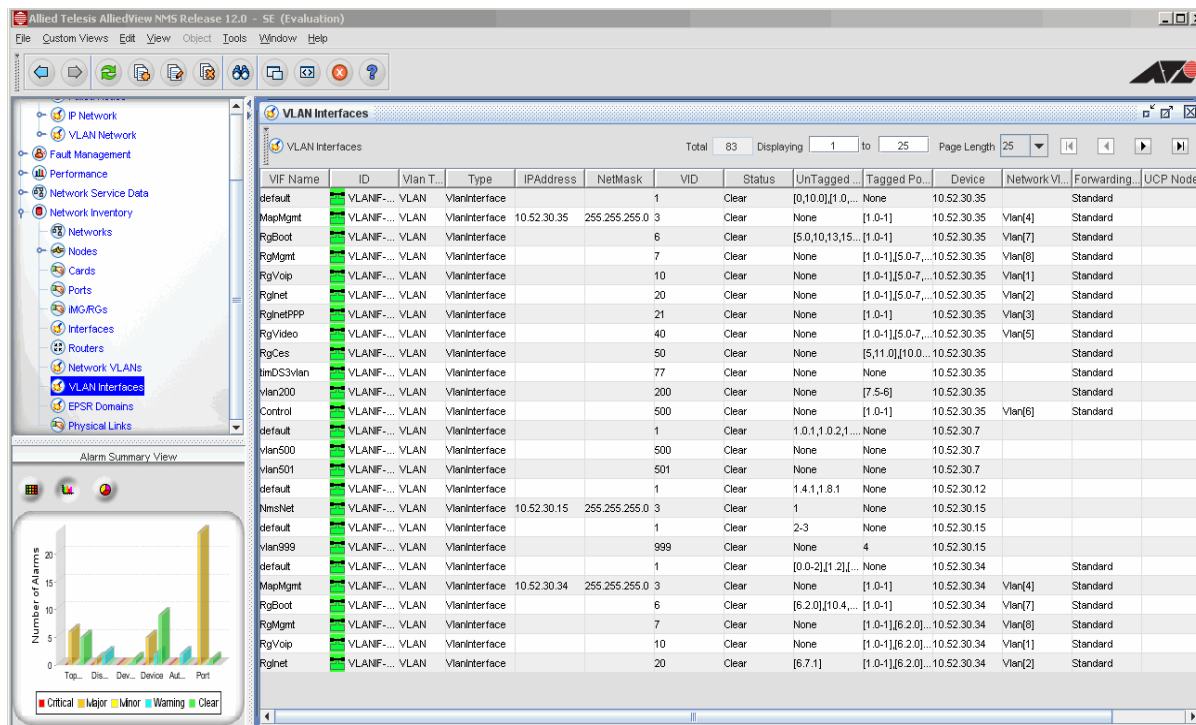 Allied Telesis AlliedView NMS Release 12.0 - SE (Evaluation)
File Custom Views Edit View Object Tools Window Help
IP Network
VLAN Network
Fault Management
Performance
Network Service Data
Network Inventory
Networks
Nodes
Cards
Ports
iMG/RGs
Interfaces
Routers
Network VLANs
VLAN Interfaces
EPSR Domains
Physical Links
Alarm Summary View
Number of Alarms
20
15
10
5
0
Top... Dis... Dev... Device Aut... Port
Critical Major Minor Warning Clear
VLAN Interfaces
VLAN Interfaces Total 83 Displaying 1 to 25 Page Length 25
VIF Name ID Vlan T... Type IPAddress NetMask VID Status UnTagged ... Tagged Po... Device Network VI... Forwarding... UCP Node
default VLANIF-... VLAN VlanInterface 1 Clear [0,10.0],[1.0,... None 10.52.30.35 Standard
MapMgmt VLANIF-... VLAN VlanInterface 10.52.30.35 255.255.255.0 3 Clear None [1.0-1] 10.52.30.35 Vlan[4] Standard
RgBoot VLANIF-... VLAN VlanInterface 6 Clear [5.0,10,13,15... [1.0-1] 10.52.30.35 Vlan[7] Standard
RgMgmt VLANIF-... VLAN VlanInterface 7 Clear None [1.0-1],[5.0-7,... 10.52.30.35 Vlan[8] Standard
RgVoip VLANIF-... VLAN VlanInterface 10 Clear None [1.0-1],[5.0-7,... 10.52.30.35 Vlan[1] Standard
RgInet VLANIF-... VLAN VlanInterface 20 Clear None [1.0-1],[5.0-7,... 10.52.30.35 Vlan[2] Standard
RgInetPPP VLANIF-... VLAN VlanInterface 21 Clear None [1.0-1] 10.52.30.35 Vlan[3] Standard
RgVideo VLANIF-... VLAN VlanInterface 40 Clear None [1.0-1],[5.0-7,... 10.52.30.35 Vlan[5] Standard
RgCes VLANIF-... VLAN VlanInterface 50 Clear None [5,11.0],[10.0... 10.52.30.35 Standard
timDS3vlan VLANIF-... VLAN VlanInterface 77 Clear None None 10.52.30.35 Standard
vlan200 VLANIF-... VLAN VlanInterface 200 Clear None [7.5-6] 10.52.30.35 Standard
Control VLANIF-... VLAN VlanInterface 500 Clear None [1.0-1] 10.52.30.35 Vlan[6] Standard
default VLANIF-... VLAN VlanInterface 1 Clear 1.0.1,1.0.2,1.... None 10.52.30.7
vlan500 VLANIF-... VLAN VlanInterface 500 Clear None None 10.52.30.7
vlan501 VLANIF-... VLAN VlanInterface 501 Clear None None 10.52.30.7
default VLANIF-... VLAN VlanInterface 1 Clear 1.4.1,1.8.1 None 10.52.30.12
NmsNet VLANIF-... VLAN VlanInterface 10.52.30.15 255.255.255.0 3 Clear 1 None 10.52.30.15
default VLANIF-... VLAN VlanInterface 1 Clear 2-3 None 10.52.30.15
vlan999 VLANIF-... VLAN VlanInterface 999 Clear None 4 10.52.30.15
default VLANIF-... VLAN VlanInterface 1 Clear [0.0-2],[1.2],[... None 10.52.30.34 Standard
MapMgmt VLANIF-... VLAN VlanInterface 10.52.30.34 255.255.255.0 3 Clear None [1.0-1] 10.52.30.34 Vlan[4] Standard
RgBoot VLANIF-... VLAN VlanInterface 6 Clear [6.2.0],[10.4,... [1.0-1] 10.52.30.34 Vlan[7] Standard
RgMgmt VLANIF-... VLAN VlanInterface 7 Clear None [1.0-1],[6.2.0]... 10.52.30.34 Vlan[8] Standard
RgVoip VLANIF-... VLAN VlanInterface 10 Clear None [1.0-1],[6.2.0]... 10.52.30.34 Vlan[1] Standard
RgInet VLANIF-... VLAN VlanInterface 20 Clear [6.7.1] [1.0-1],[6.2.0]... 10.52.30.34 Vlan[2] Standard